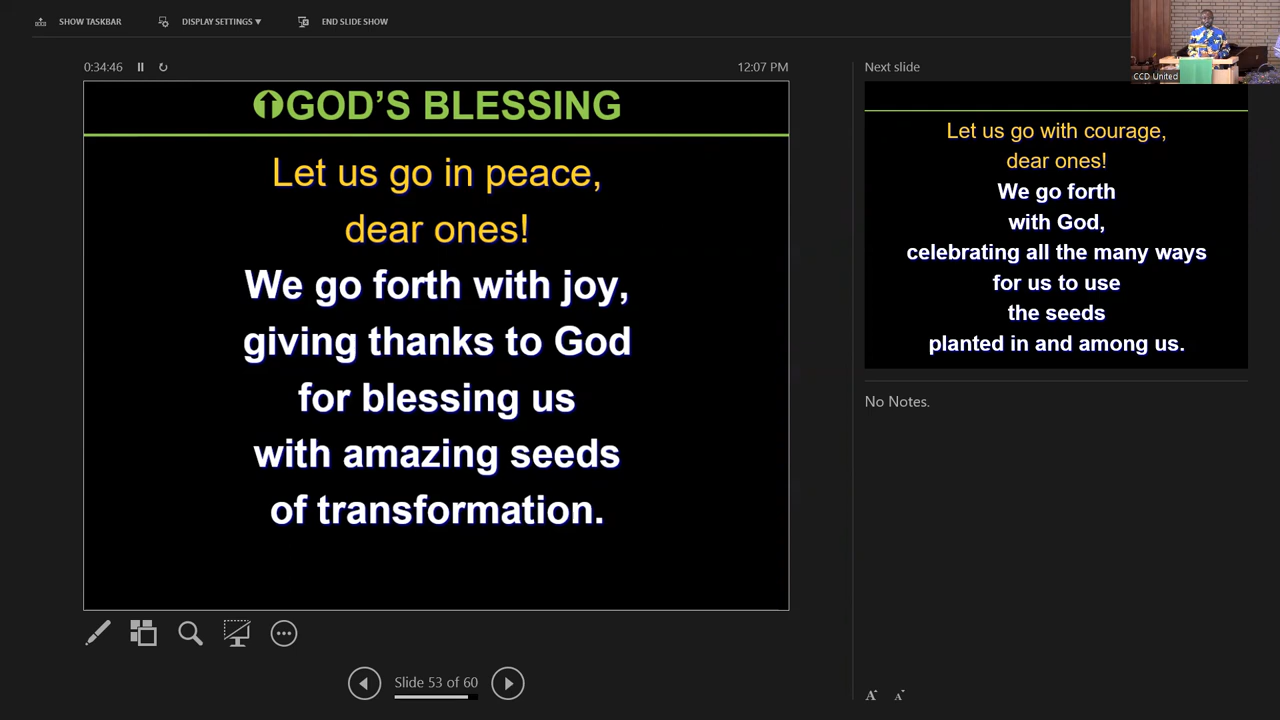 SHOW TASKBAR
DISPLAY SETTINGS ▼
END SLIDE SHOW
0:34:46
12:07 PM
GOD'S BLESSING
Let us go in peace,
dear ones!
We go forth with joy,
giving thanks to God
for blessing us
with amazing seeds
of transformation.
Slide 53 of 60
Next slide
Let us go with courage,
dear ones!
We go forth
with God,
celebrating all the many ways
for us to use
the seeds
planted in and among us.
No Notes.
A A
CCD United